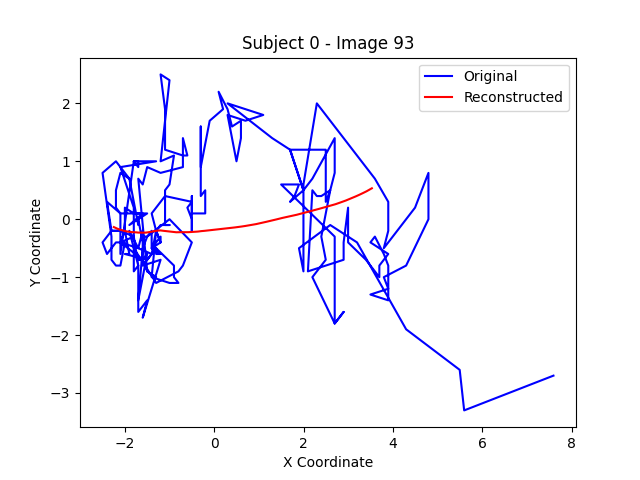 Subject 0 - Image 93
Original
Reconstructed
2
1
0
−1
−2
−3
Y Coordinate
−2 0 2 4 6 8
X Coordinate